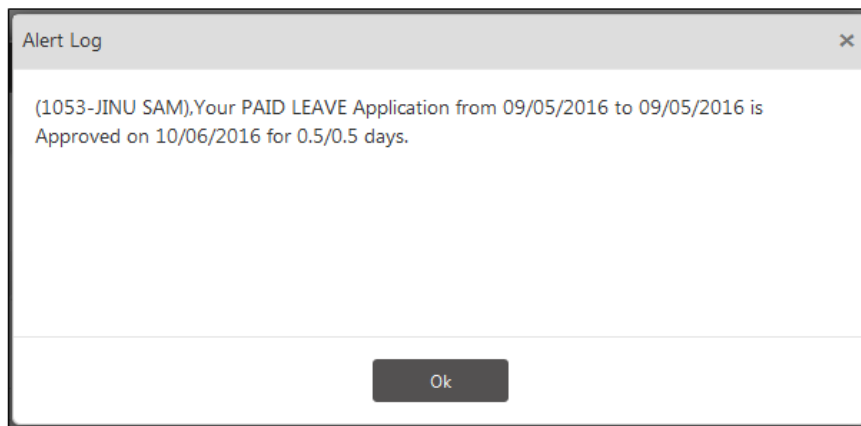 Alert Log
(1053-JINU SAM),Your PAID LEAVE Application from 09/05/2016 to 09/05/2016 is
Approved on 10/06/2016 for 0.5/0.5 days.
Ok